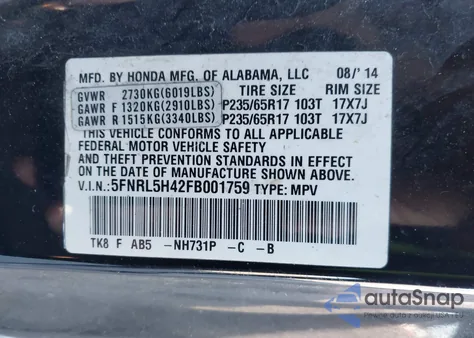 MFD. BY HONDA MFG. OF ALABAMA, LLC 08/'14
GVWR 2730KG(6019LBS) TIRE SIZE RIM SIZE
GAWR F 1320KG(2910LBS) P235/65R17 103T 17X7J
GAWR R 1515KG(3340LBS) P235/65R17 103T 17X7J
THIS VEHICLE CONFORMS TO ALL APPLICABLE
FEDERAL MOTOR VEHICLE SAFETY
AND THEFT PREVENTION STANDARDS IN EFFECT
ON THE DATE OF MANUFACTURE SHOWN ABOVE.
V.I.N.: 5FNRL5H42FB001759 TYPE: MPV
TK8 F AB5 -NH731P -C -B
autoSnap